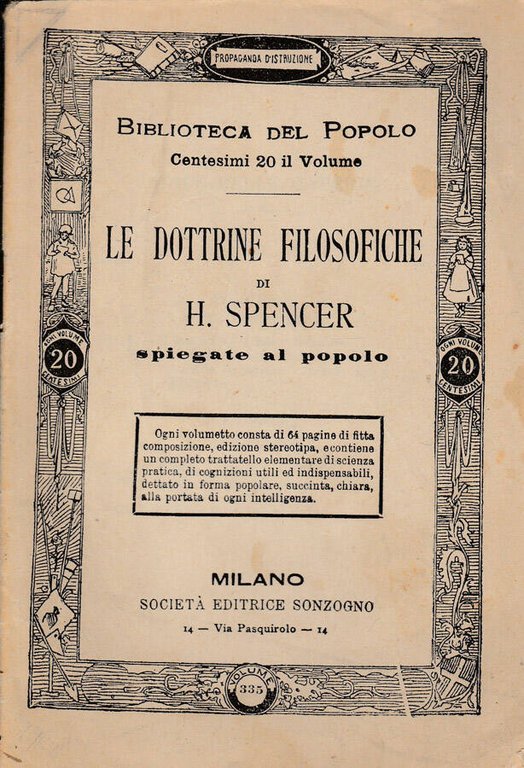 PROPAGANDA D'ISTRUZIONE
BIBLIOTECA DEL POPOLO
Centesimi 20 il Volume
LE DOTTRINE FILOSOFICHE
DI
H. SPENCER
spiegate al popolo
OGNI VOLUME
20
CENTESIMI
OGNI VOLUME
20
CENTESIMI
Ogni volumetto consta di 64 pagine di fitta
composizione, edizione stereotipa, e contiene
un completo trattatello elementare di scienza
pratica, di cognizioni utili ed indispensabili,
dettato in forma popolare, succinta, chiara,
alla portata di ogni intelligenza.
MILANO
SOCIETÀ EDITRICE SONZOGNO
14 — Via Pasquirolo — 14
VOLUME
335